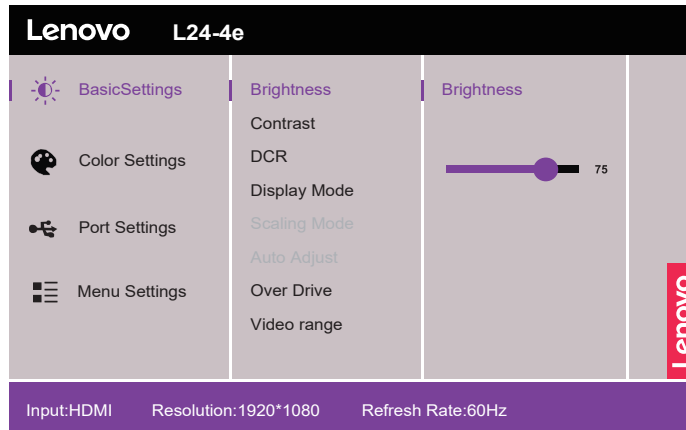 Lenovo L24-4e
BasicSettings
Color Settings
Port Settings
Menu Settings
Brightness
Contrast
DCR
Display Mode
Scaling Mode
Auto Adjust
Over Drive
Video range
Brightness
75
Lenovo
Input:HDMI Resolution:1920*1080 Refresh Rate:60Hz